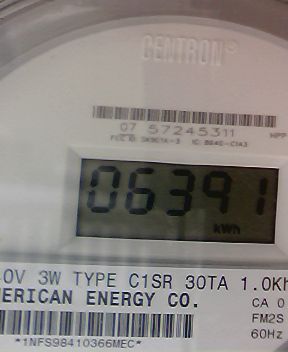 CENTRON®
07 57245311
06391
kWh
0V 3W TYPE C1SR 30TA 1.0Kh
ERICAN ENERGY CO.
CA 0
FM2S
60Hz
*1NFS98410366MEC*